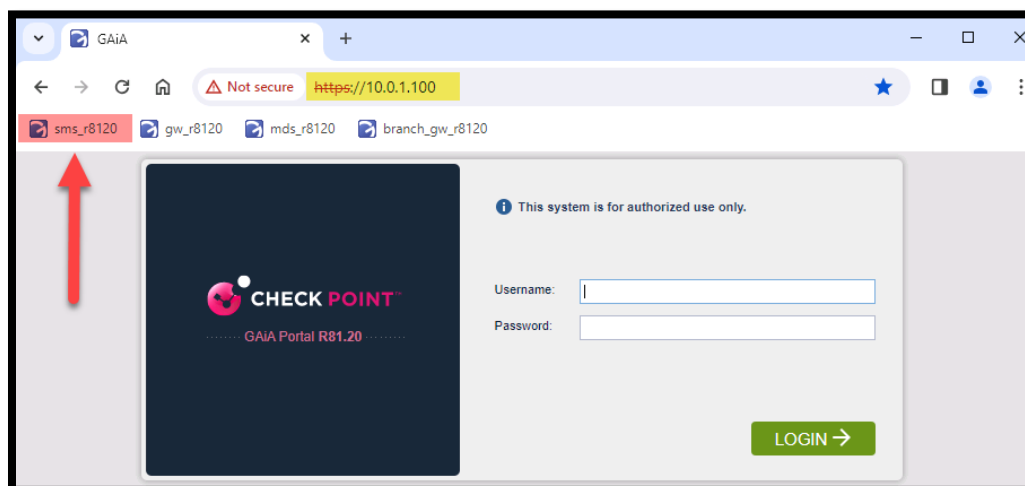 GAiA
Not secure https://10.0.1.100
sms_r8120 gw_r8120 mds_r8120 branch_gw_r8120
This system is for authorized use only.
CHECK POINT™
GAiA Portal R81.20
Username:
Password:
LOGIN